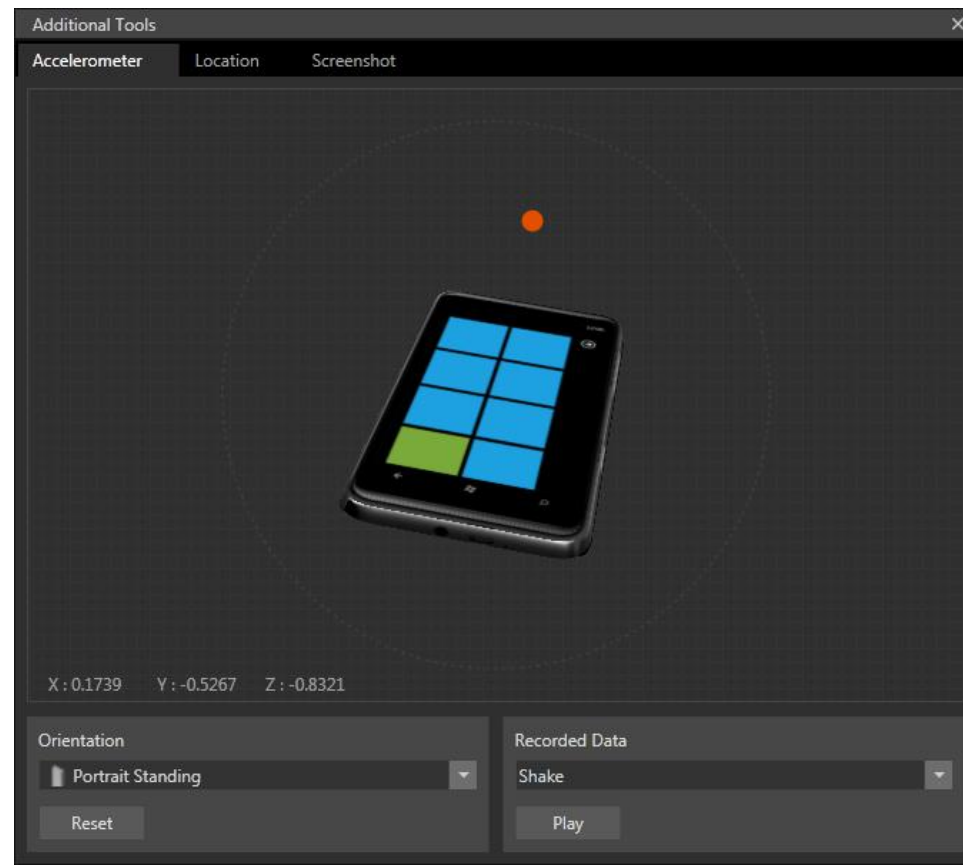 Additional Tools
Accelerometer Location Screenshot
X : 0.1739 Y : -0.5267 Z : -0.8321
Orientation
Portrait Standing
Reset
Recorded Data
Shake
Play